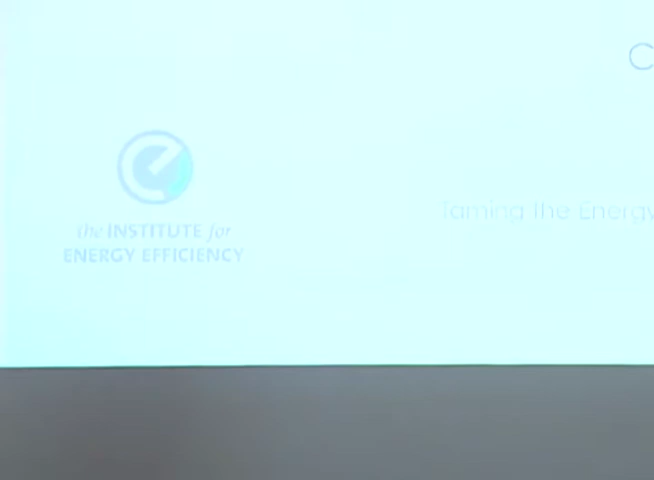 C
the INSTITUTE for
ENERGY EFFICIENCY
Taming the Energy